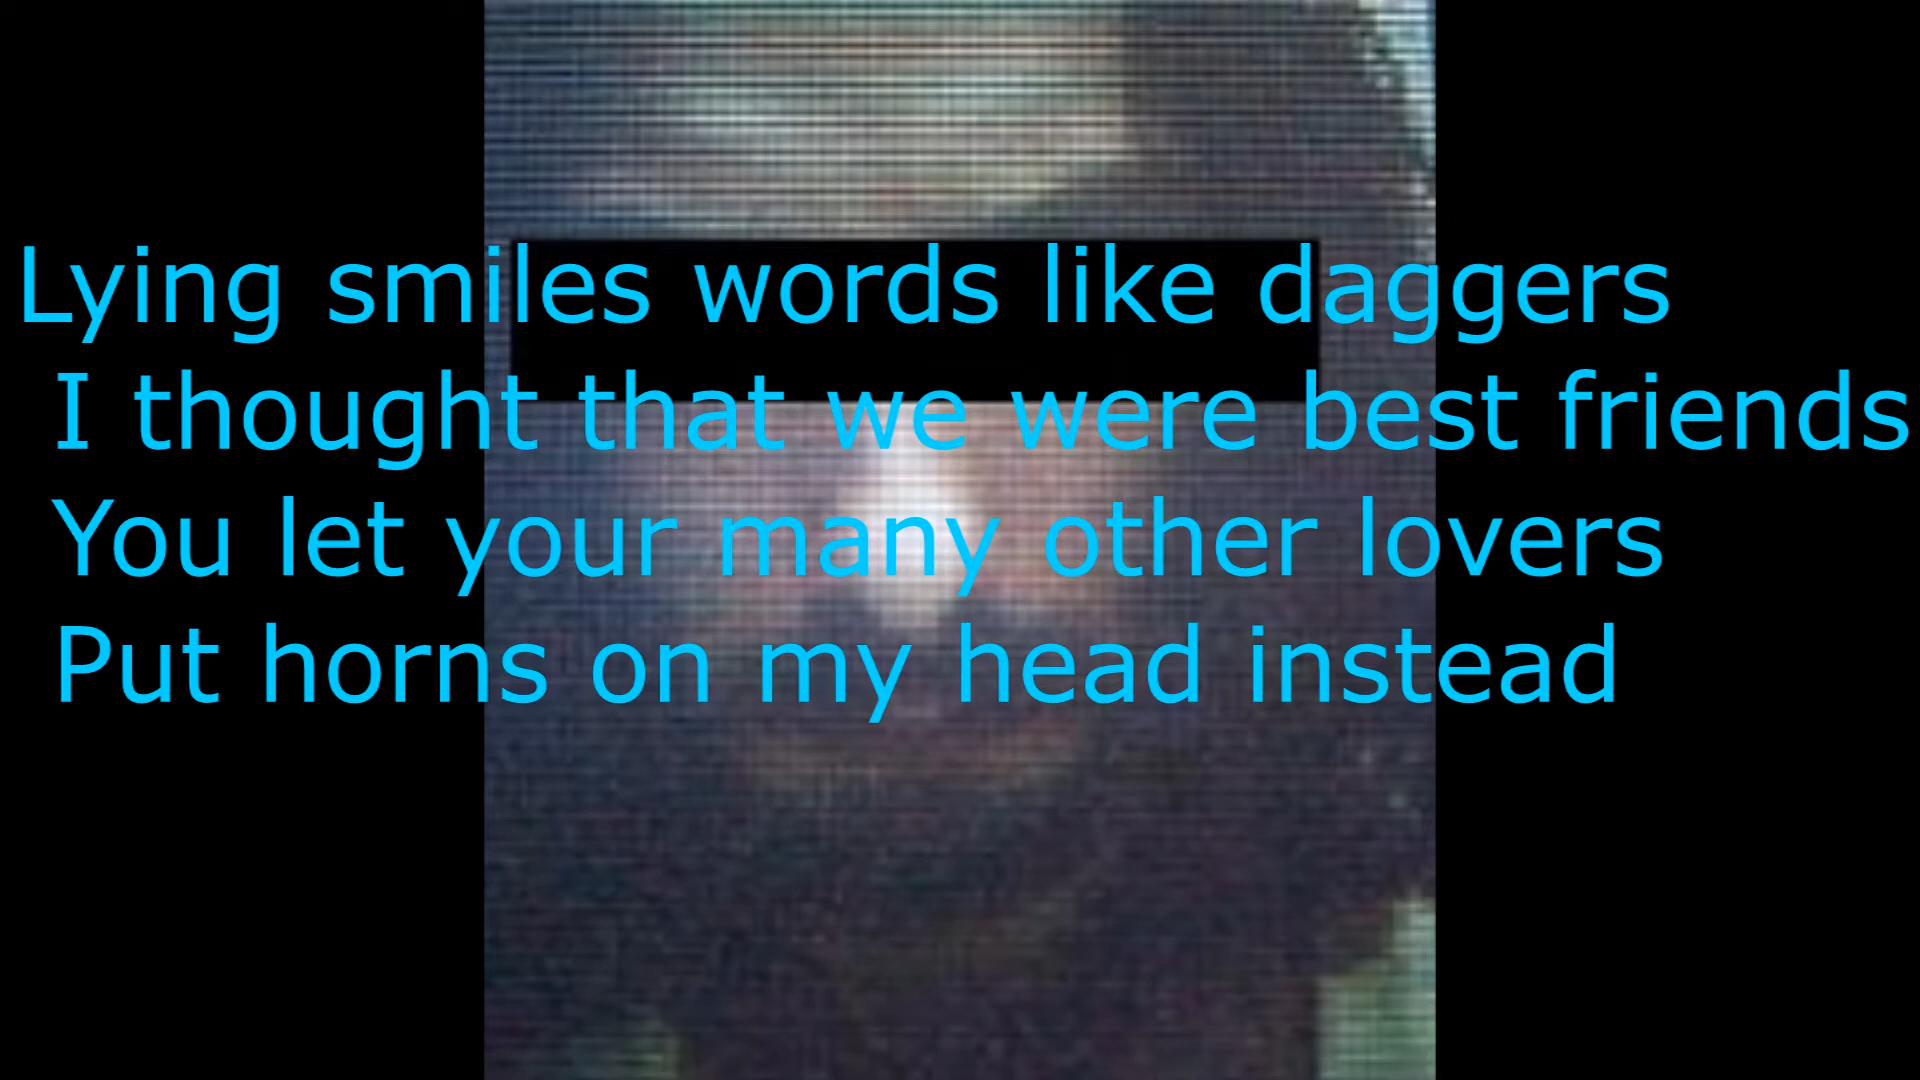 Lying smiles words like daggers
I thought that we were best friends
You let your many other lovers
Put horns on my head instead